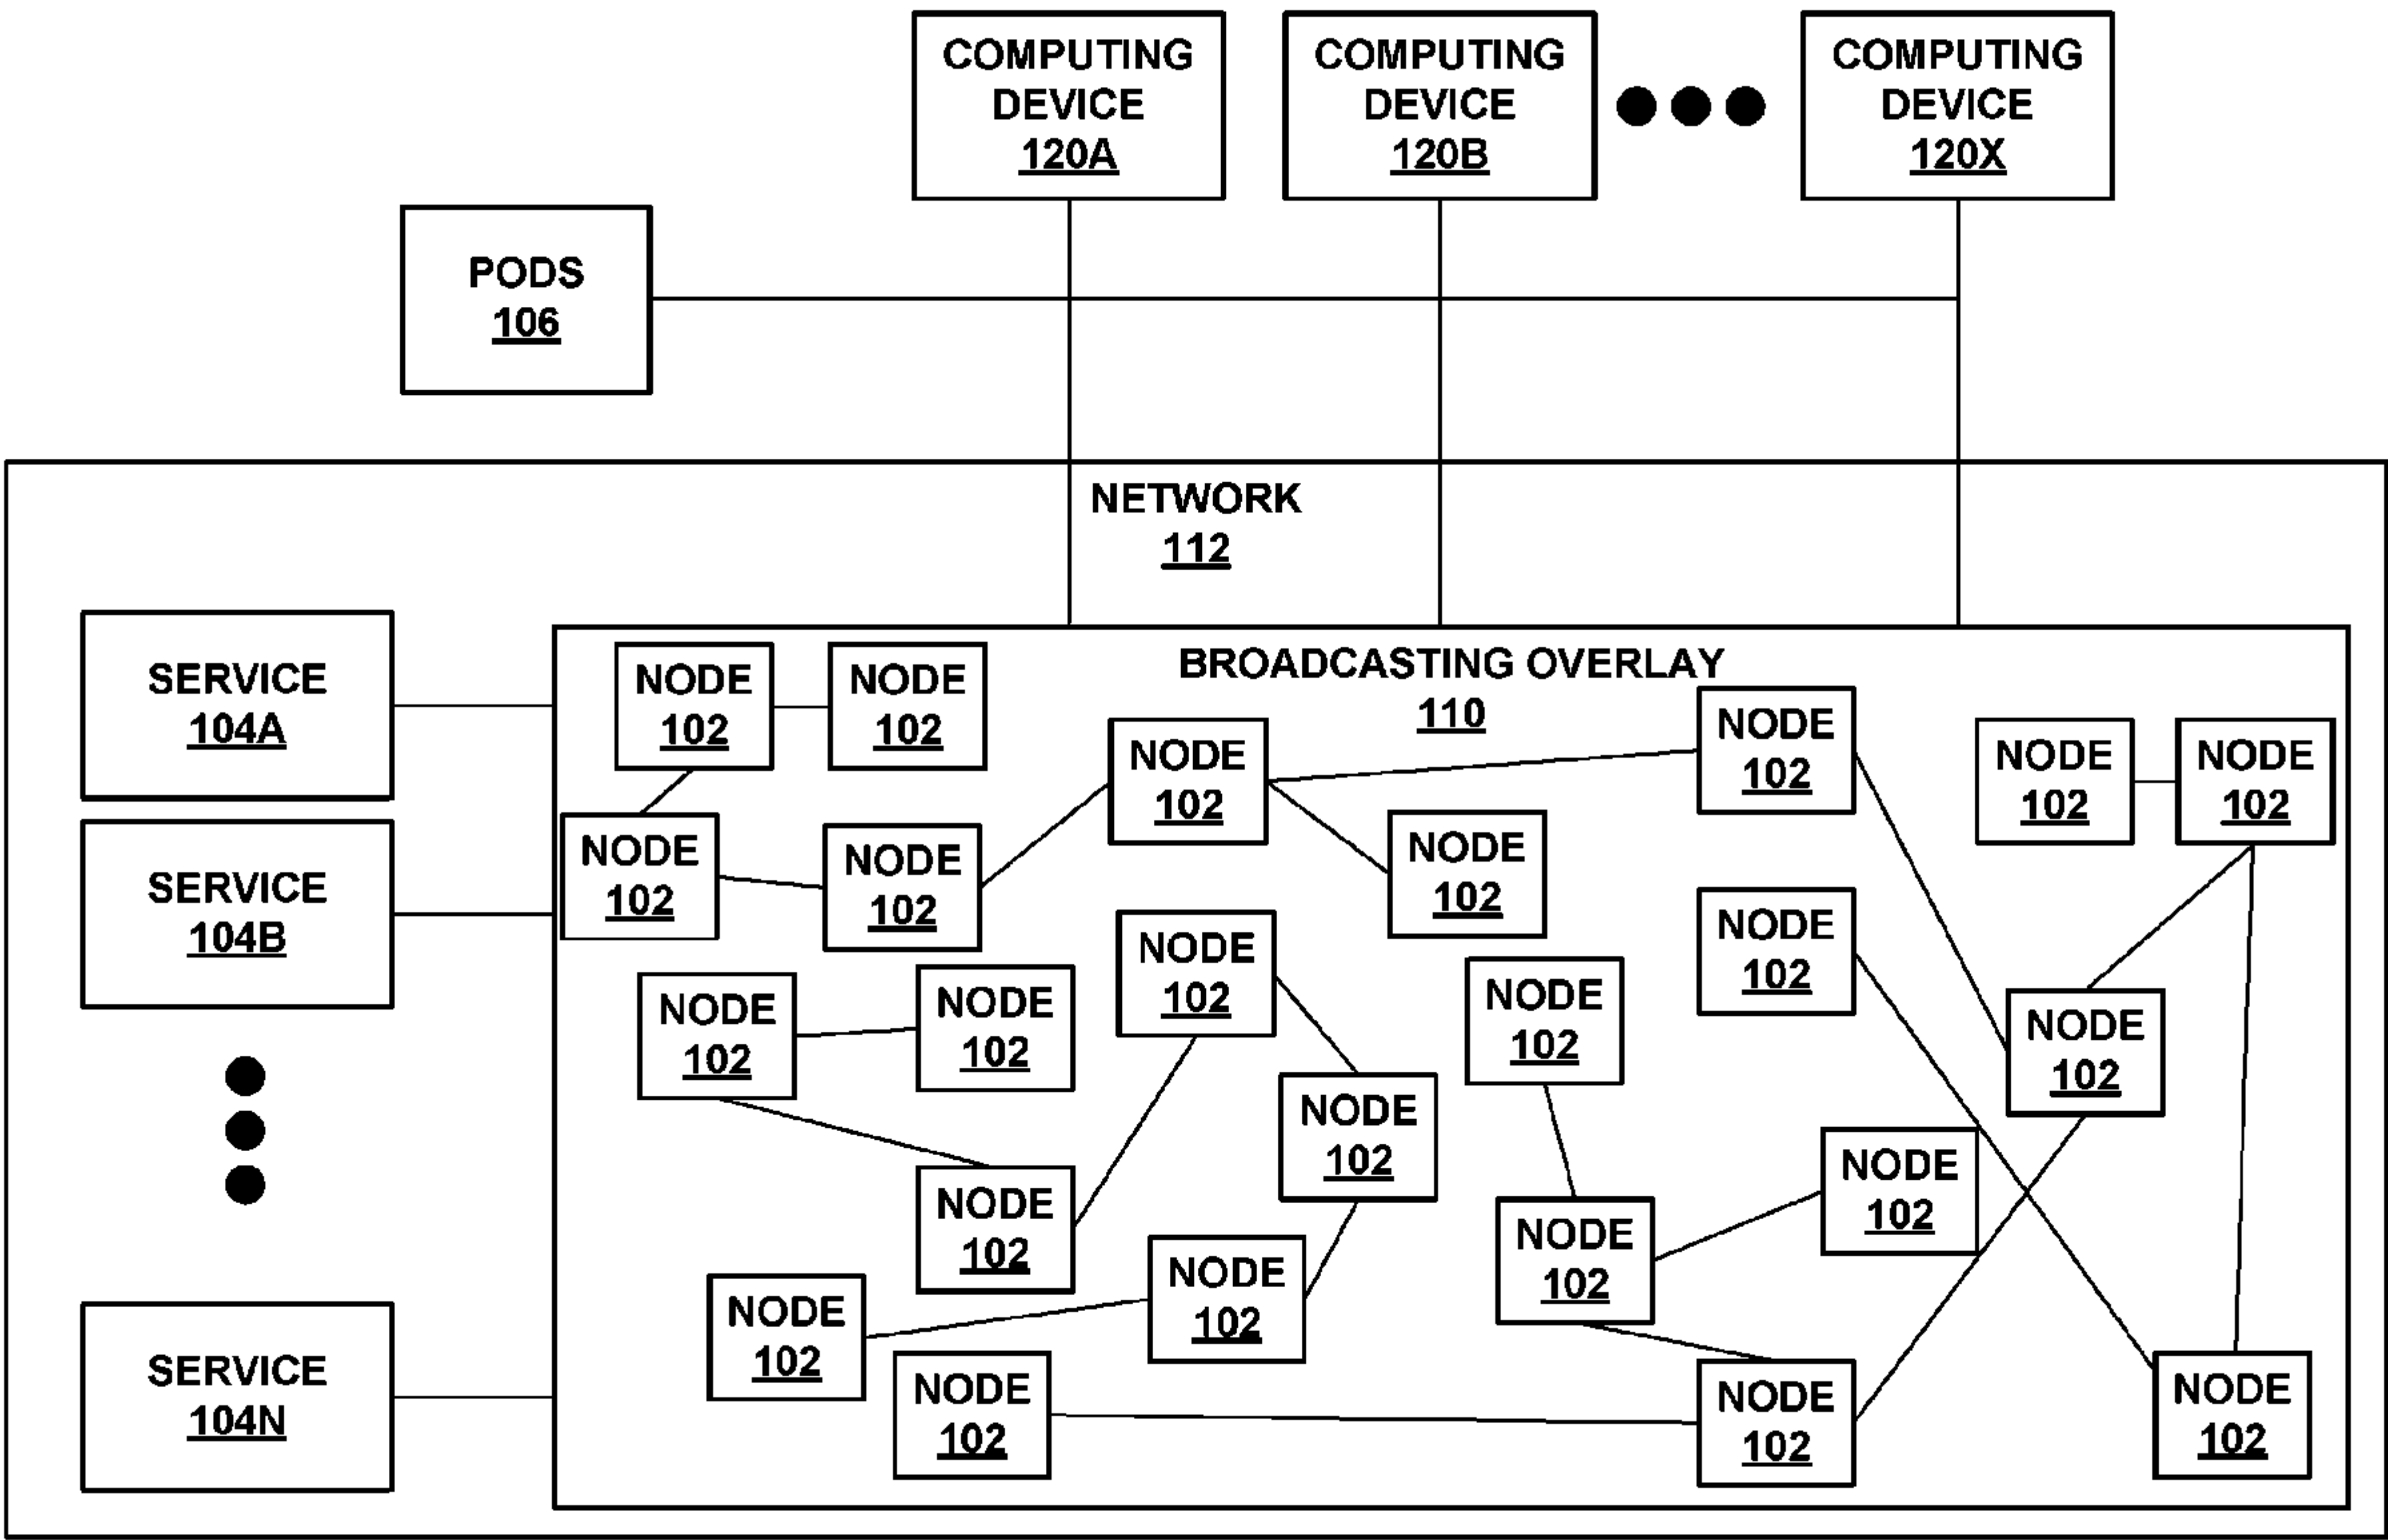 COMPUTING
DEVICE
120A
COMPUTING
DEVICE
120B
COMPUTING
DEVICE
120X
PODS
106
NETWORK
112
SERVICE
104A
SERVICE
104B
SERVICE
104N
BROADCASTING OVERLAY
110
NODE
102
NODE
102
NODE
102
NODE
102
NODE
102
NODE
102
NODE
102
NODE
102
NODE
102
NODE
102
NODE
102
NODE
102
NODE
102
NODE
102
NODE
102
NODE
102
NODE
102
NODE
102
NODE
102
NODE
102
NODE
102
NODE
102
NODE
102
NODE
102